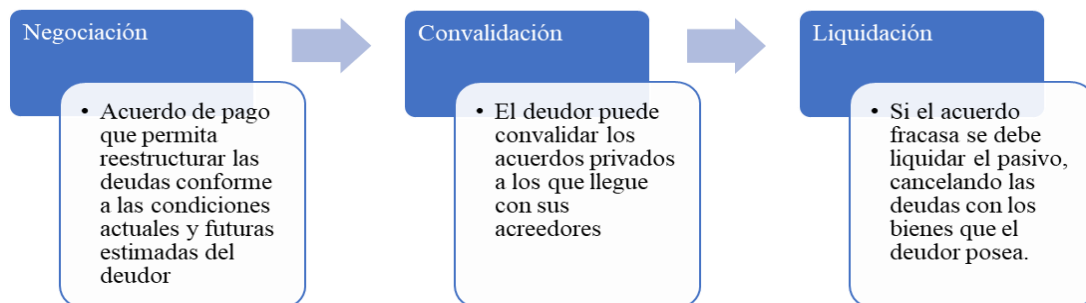 Negociación
• Acuerdo de pago
que permita
reestructurar las
deudas conforme
a las condiciones
actuales y futuras
estimadas del
deudor
Convalidación
• El deudor puede
convalidar los
acuerdos privados
a los que llegue
con sus
acreedores
Liquidación
• Si el acuerdo
fracasa se debe
liquidar el pasivo,
cancelando las
deudas con los
bienes que el
deudor posea.